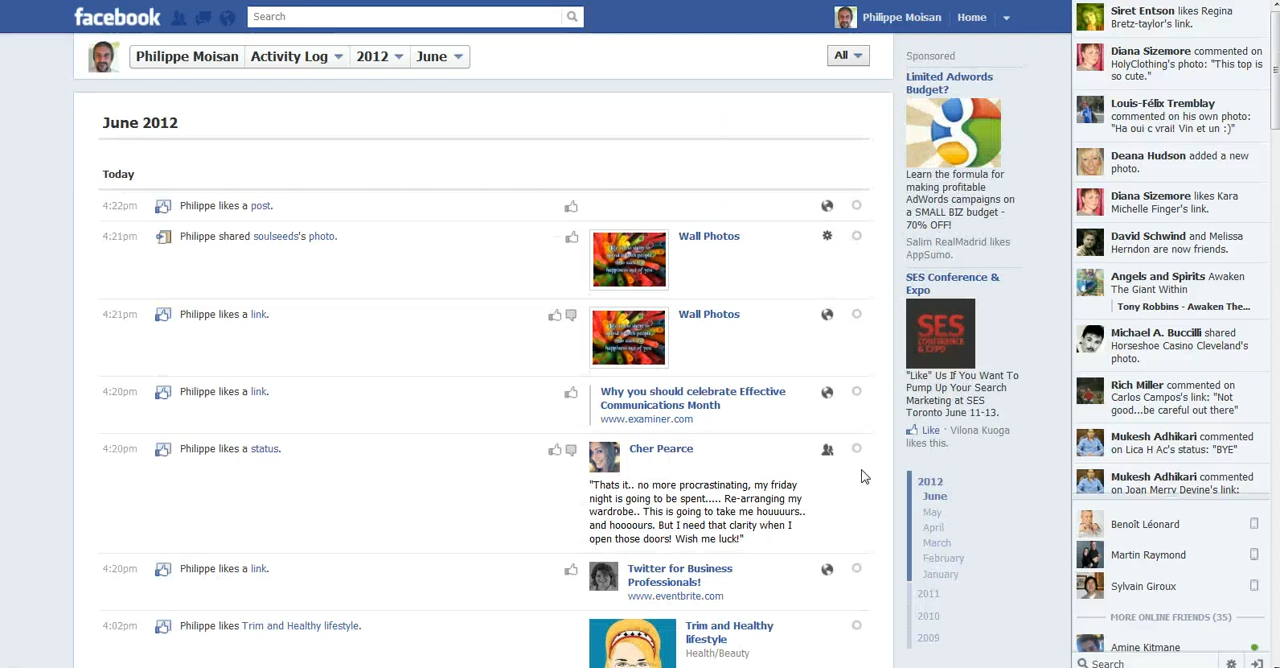 facebook
Search
Philippe Moisan Home
Philippe Moisan Activity Log 2012 June
All
June 2012
Today
4:22pm Philippe likes a post.
4:21pm Philippe shared soulseeds's photo. Wall Photos
4:21pm Philippe likes a link. Wall Photos
4:20pm Philippe likes a link. Why you should celebrate Effective
Communications Month
www.examiner.com
4:20pm Philippe likes a status. Cher Pearce
"Thats it.. no more procrastinating, my friday
night is going to be spent..... Re-arranging my
wardrobe.. This is going to take me houuuurs..
and hoooours. But I need that clarity when I
open those doors! Wish me luck!"
4:20pm Philippe likes a link. Twitter for Business
Professionals!
www.eventbrite.com
4:02pm Philippe likes Trim and Healthy lifestyle. Trim and Healthy
lifestyle
Health/Beauty
Sponsored
Limited Adwords
Budget?
Learn the formula for
making profitable
AdWords campaigns on
a SMALL BIZ budget -
70% OFF!
Salim RealMadrid likes
AppSumo.
SES Conference &
Expo
SES
CONFERENCE
& EXPO
"Like" Us If You Want To
Pump Up Your Search
Marketing at SES
Toronto June 11-13.
Like · Vilona Kuoga
likes this.
2012
June
May
April
March
February
January
2011
2010
2009
Siret Entson likes Regina
Bretz-taylor's link.
Diana Sizemore commented on
HolyClothing's photo: "This top is
so cute."
Louis-Félix Tremblay
commented on his own photo:
"Ha oui c vrai! Vin et un :)"
Deana Hudson added a new
photo.
Diana Sizemore likes Kara
Michelle Finger's link.
David Schwind and Melissa
Herndon are now friends.
Angels and Spirits Awaken
The Giant Within
Tony Robbins - Awaken The...
Michael A. Buccilli shared
Horseshoe Casino Cleveland's
photo.
Rich Miller commented on
Carlos Campos's link: "Not
good...be careful out there"
Mukesh Adhikari commented
on Lica H Ac's status: "BYE"
Mukesh Adhikari commented
on Joan Merry Devine's link:
Benoît Léonard
Martin Raymond
Sylvain Giroux
MORE ONLINE FRIENDS (35)
Amine Kitmane
Search